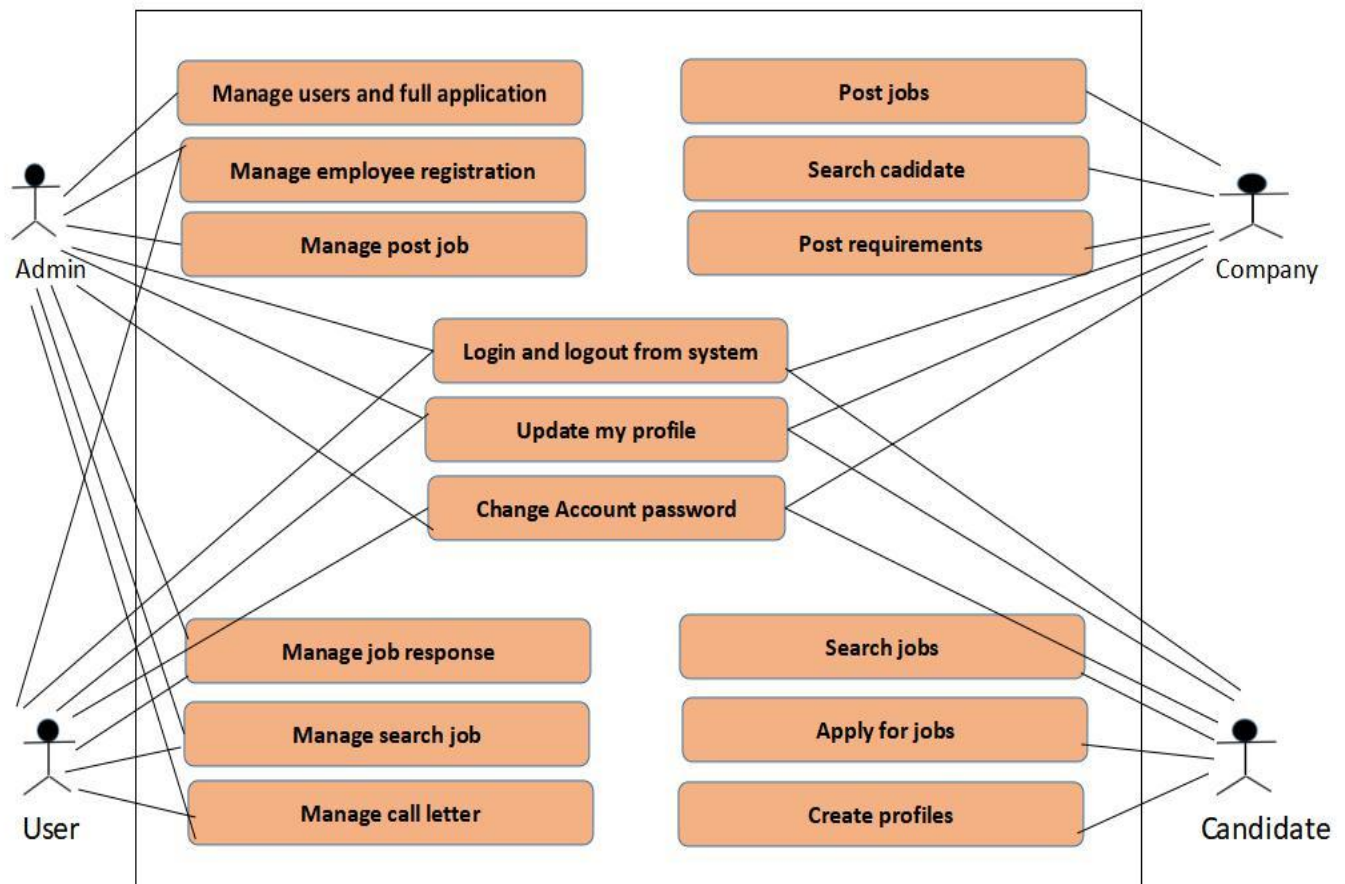 Manage users and full application
Post jobs
Manage employee registration
Search cadidate
Manage post job
Post requirements
Admin
Company
Login and logout from system
Update my profile
Change Account password
Manage job response
Search jobs
Manage search job
Apply for jobs
Manage call letter
Create profiles
User
Candidate